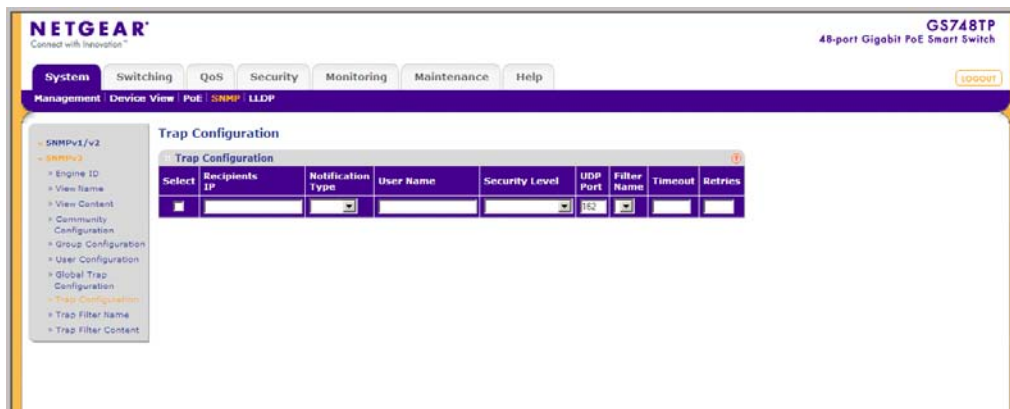 NETGEAR
Connect with Innovation™
GS748TP
48-port Gigabit PoE Smart Switch
System Switching QoS Security Monitoring Maintenance Help
LOGOUT
Management Device View PoE SNMP LLDP
SNMPv1/v2
SNMPv3
Engine ID
View Name
View Content
Community
Configuration
Group Configuration
User Configuration
Global Trap
Configuration
Trap Configuration
Trap Filter Name
Trap Filter Content
Trap Configuration
Trap Configuration
Select Recipients IP Notification Type User Name Security Level UDP Port Filter Name Timeout Retries
162